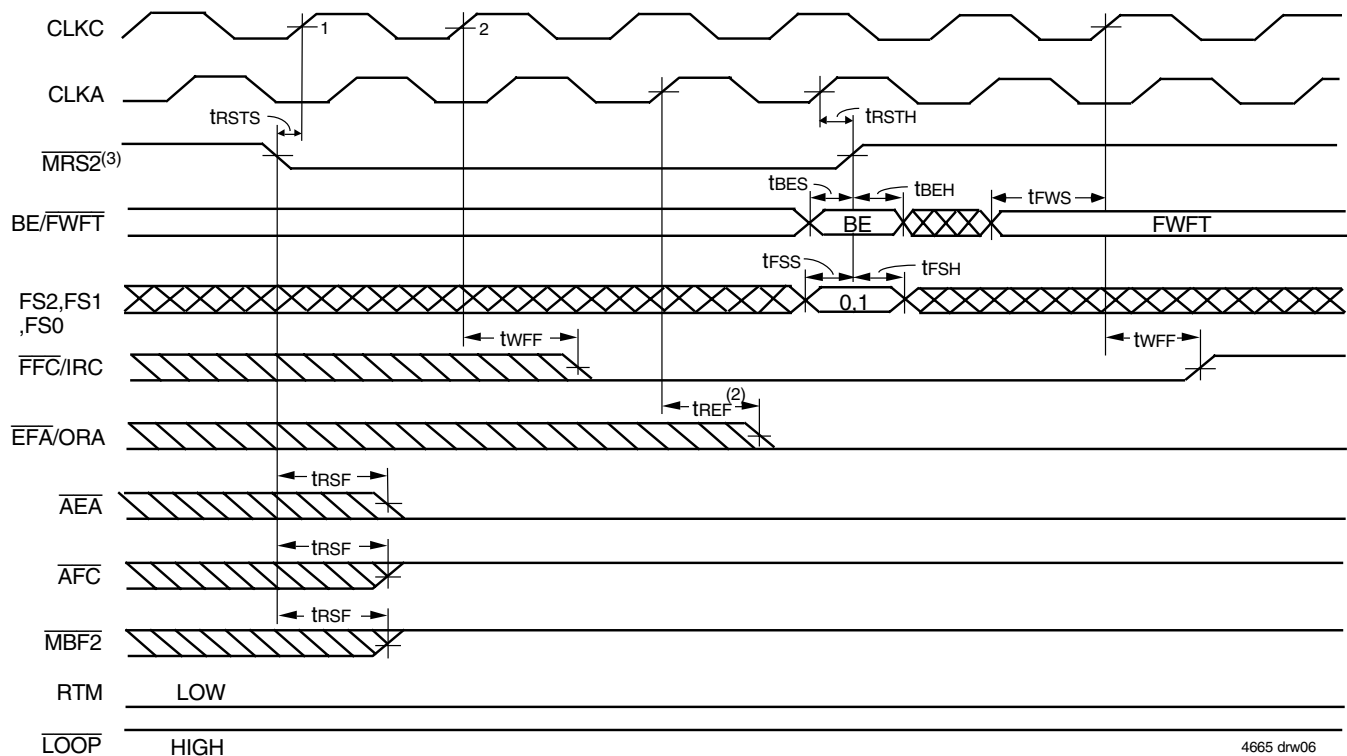 CLKC
1
2
CLKA
tRSTS
tRSTH
MRS2(3)
tBES
tBEH
tFWS
BE/FWFT
BE
FWFT
tFSS
tFSH
FS2,FS1
,FS0
0,1
tWFF
tWFF
FFC/IRC
tREF(2)
EFA/ORA
tRSF
AEA
tRSF
AFC
tRSF
MBF2
RTM LOW
LOOP HIGH
4665 drw06